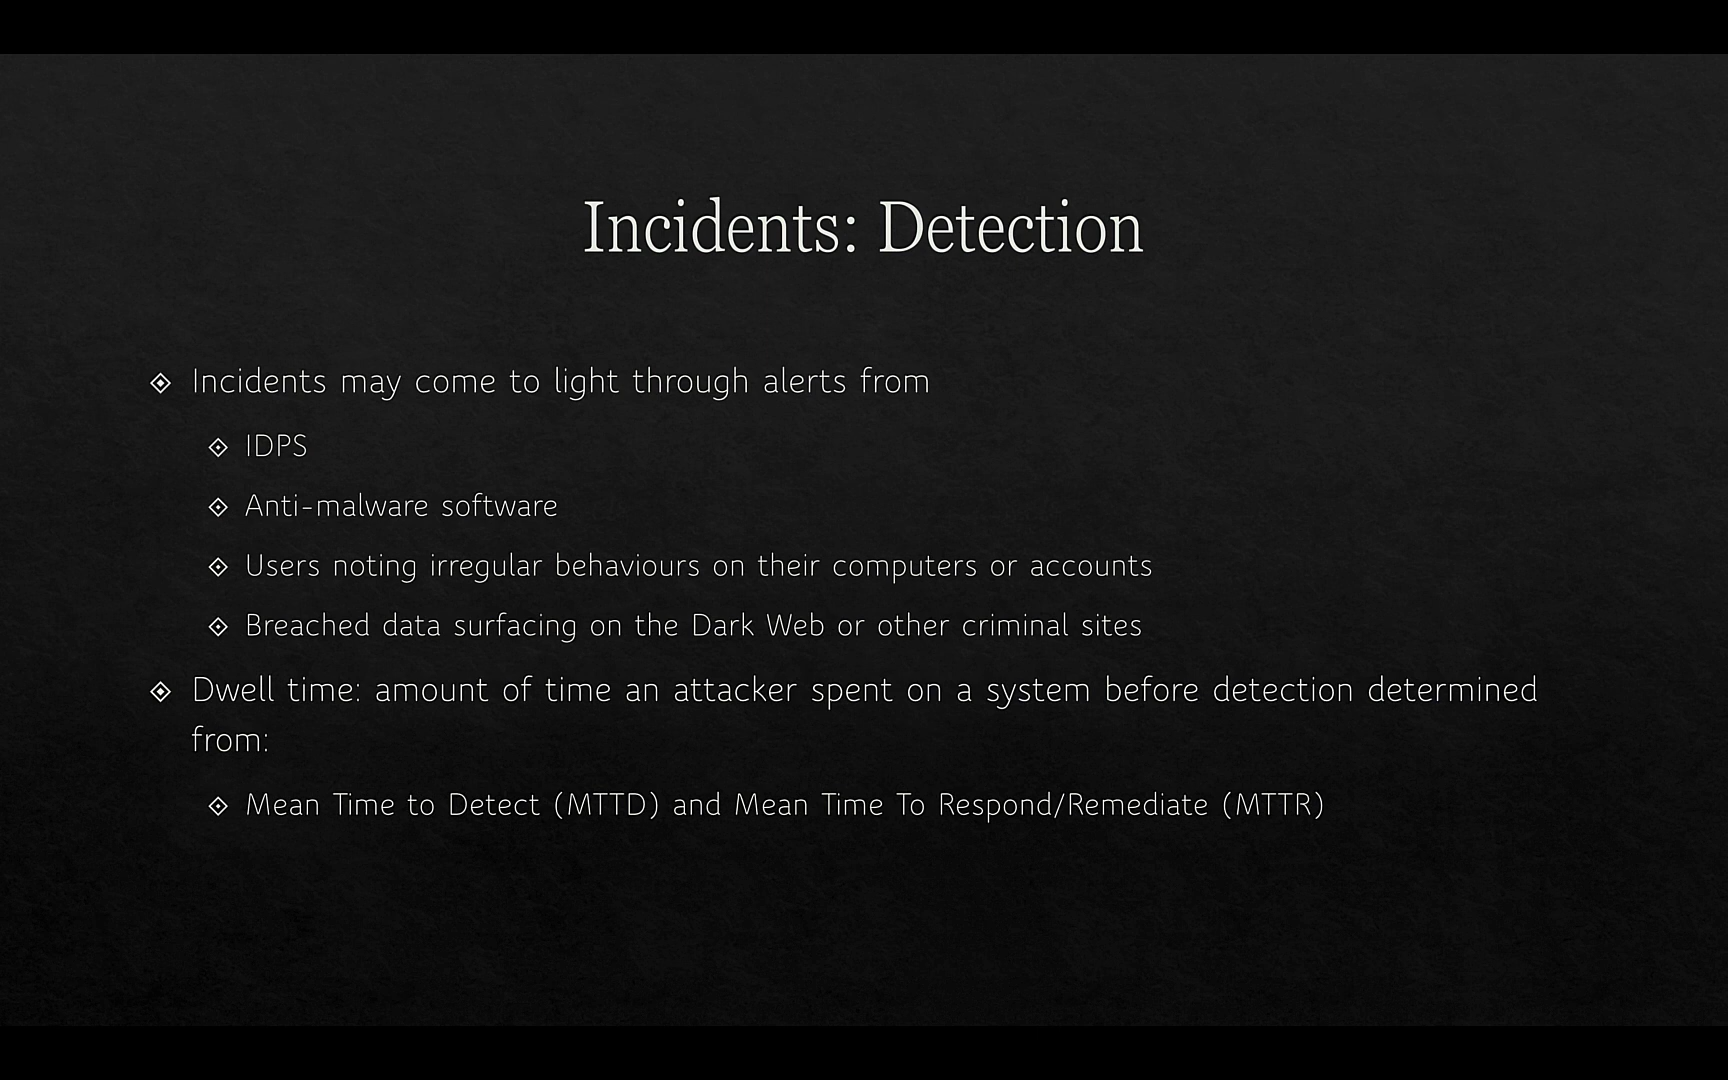 Incidents: Detection
Incidents may come to light through alerts from
IDPS
Anti-malware software
Users noting irregular behaviours on their computers or accounts
Breached data surfacing on the Dark Web or other criminal sites
Dwell time: amount of time an attacker spent on a system before detection determined
from:
Mean Time to Detect (MTTD) and Mean Time To Respond/Remediate (MTTR)